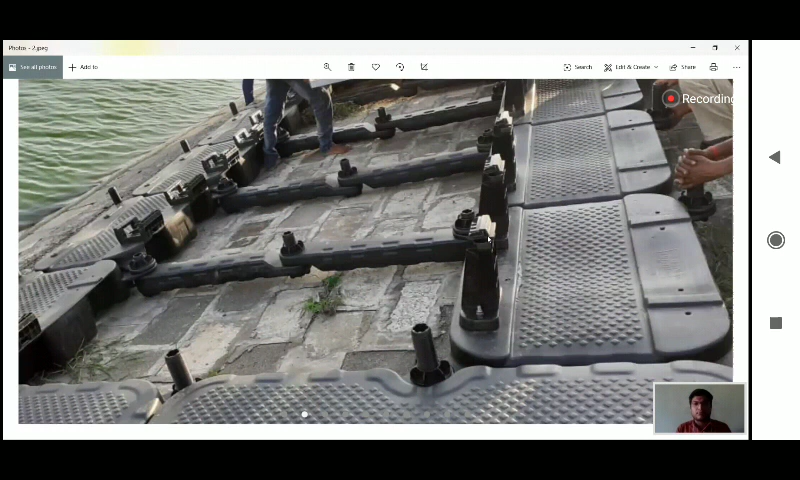 Photos - 2.jpeg
See all photos
Add to
Search
Edit & Create
Share
Recording